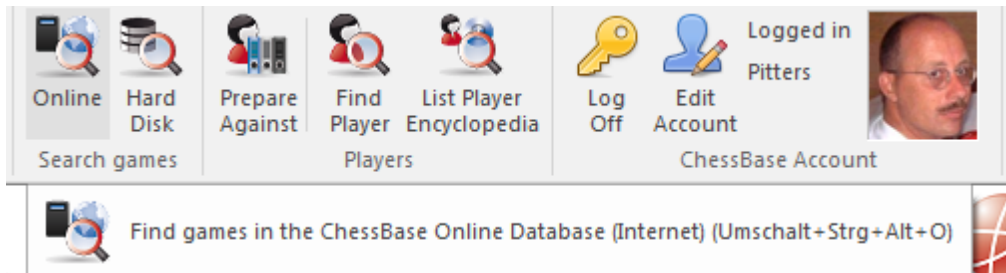 Online
Hard
Disk
Search games
Prepare
Against
Find
Player
List Player
Encyclopedia
Players
Log
Off
Edit
Account
Logged in
Pitters
ChessBase Account
Find games in the ChessBase Online Database (Internet) (Umschalt+Strg+Alt+O)